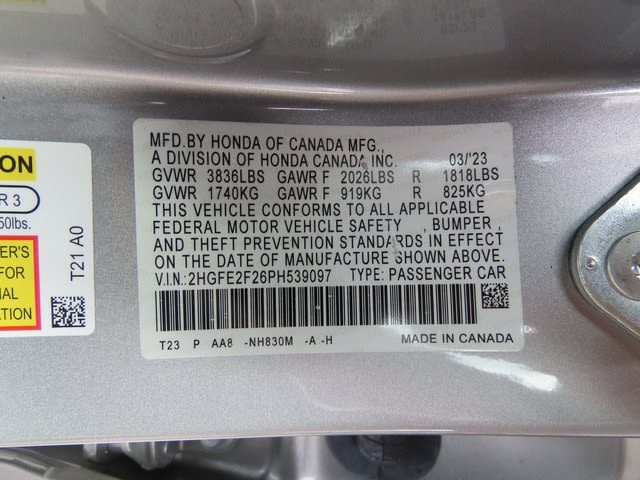 MFD.BY HONDA OF CANADA MFG.,
A DIVISION OF HONDA CANADA INC. 03/'23
GVWR 3836LBS GAWR F 2026LBS R 1818LBS
GVWR 1740KG GAWR F 919KG R 825KG
THIS VEHICLE CONFORMS TO ALL APPLICABLE
FEDERAL MOTOR VEHICLE SAFETY , BUMPER ,
AND THEFT PREVENTION STANDARDS IN EFFECT
ON THE DATE OF MANUFACTURE SHOWN ABOVE.
V.I.N.:2HGFE2F26PH539097 TYPE: PASSENGER CAR
T23 P AA8 -NH830M -A -H MADE IN CANADA
ION
R 3
50lbs.
ER'S
FOR
NAL
ATION
T21 A0